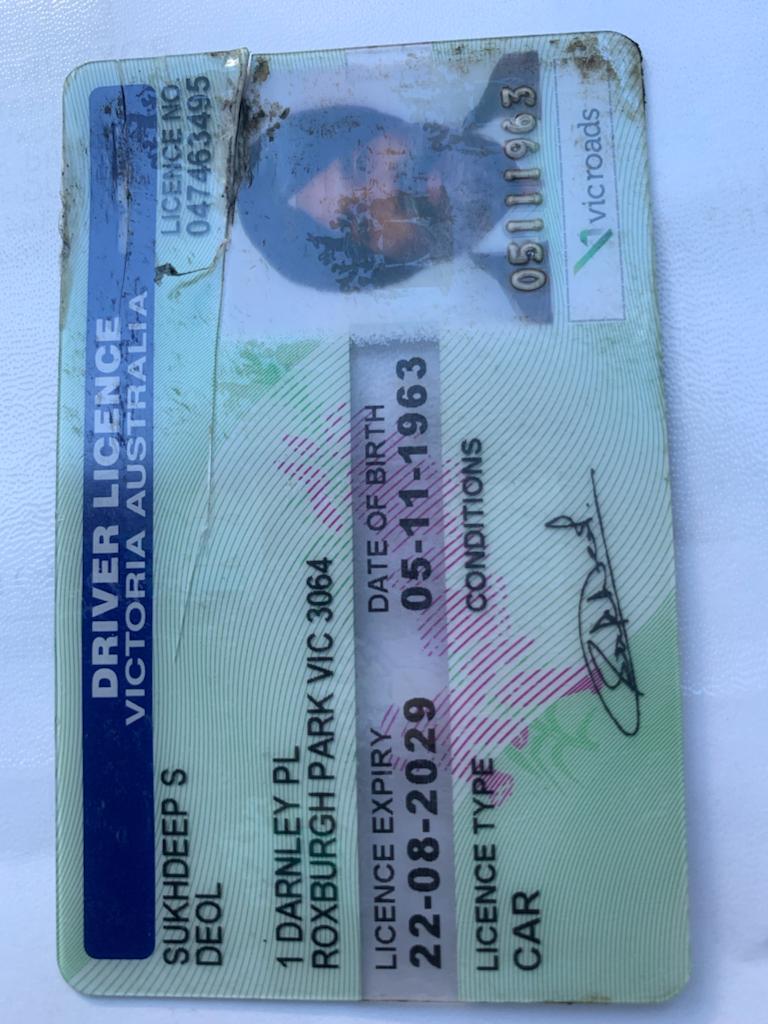 DRIVER LICENCE
VICTORIA AUSTRALIA
SUKHDEEP S
DEOL
LICENCE NO.
047463495
1 DARNLEY PL
ROXBURGH PARK VIC 3064
LICENCE EXPIRY
22-08-2029
DATE OF BIRTH
05-11-1963
LICENCE TYPE
CAR
CONDITIONS
05111963
vicroads